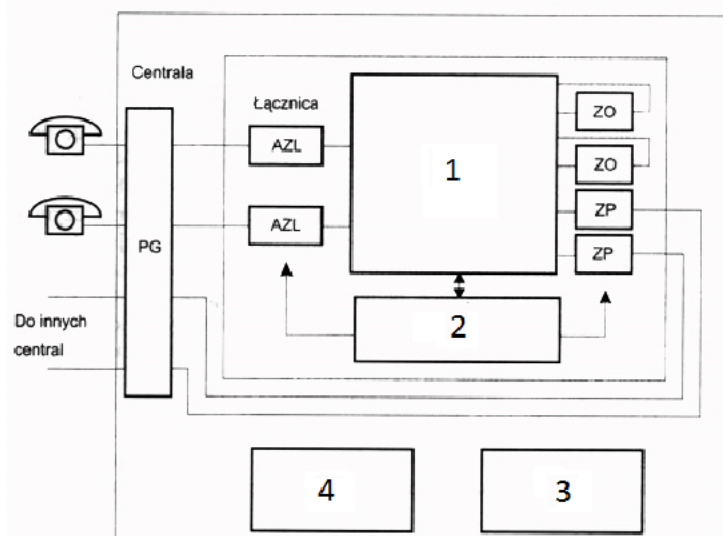 Centrala
Łącznica
AZL
ZO
1
ZO
AZL
ZP
PG
ZP
Do innych
central
2
4
3